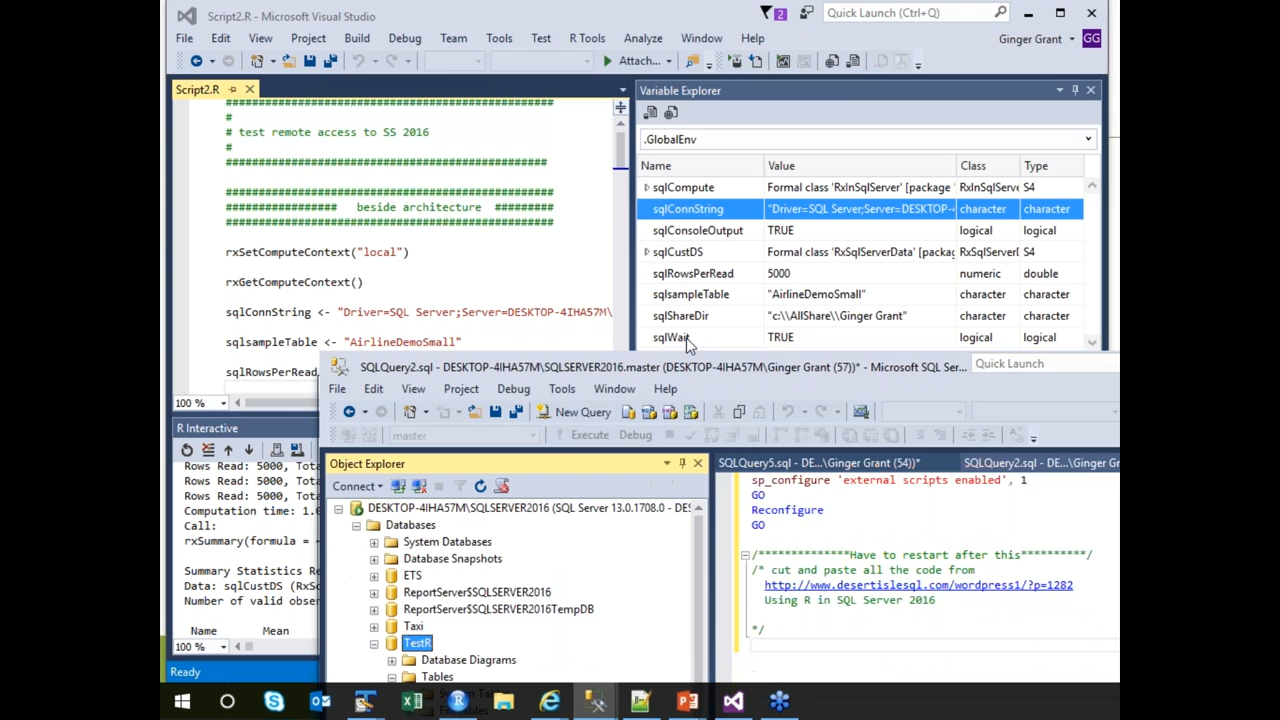 Script2.R - Microsoft Visual Studio
2
Quick Launch (Ctrl+Q)
File Edit View Project Build Debug Team Tools Test R Tools Analyze Window Help
Ginger Grant GG
Attach...
Script2.R
################################################################
#
# test remote access to SS 2016
#
###############################################################
################################################################
################# beside architecture #########
################################################################
rxSetComputeContext("local")
rxGetComputeContext()
sqlConnString <- "Driver=SQL Server;Server=DESKTOP-4IHA57M\
sqlsampleTable <- "AirlineDemoSmall"
sqlRowsPerRead
100 %
Variable Explorer
.GlobalEnv
Name Value Class Type
sqlCompute Formal class 'RxInSqlServer' [package ' RxInSqlServe S4
sqlConnString "Driver=SQL Server;Server=DESKTOP- character character
sqlConsoleOutput TRUE logical logical
sqlCustDS Formal class 'RxSqlServerData' [packag RxSqlServerD S4
sqlRowsPerRead 5000 numeric double
sqlsampleTable "AirlineDemoSmall" character character
sqlShareDir "c:\\AllShare\\Ginger Grant" character character
sqlWait TRUE logical logical
R Interactive
Rows Read: 5000, Tota
Rows Read: 5000, Tota
Rows Read: 5000, Tota
Computation time: 1.
Call:
rxSummary(formula = ~
Summary Statistics Re
Data: sqlCustDS (RxSq
Number of valid obser
Name Mean
100 %
Ready
SQLQuery2.sql - DESKTOP-4IHA57M\SQLSERVER2016.master (DESKTOP-4IHA57M\Ginger Grant (57))* - Microsoft SQL Ser...
Quick Launch
File Edit View Project Debug Tools Window Help
New Query
master Execute Debug
Object Explorer
Connect
DESKTOP-4IHA57M\SQLSERVER2016 (SQL Server 13.0.1708.0 - DES
Databases
System Databases
Database Snapshots
ETS
ReportServer$SQLSERVER2016
ReportServer$SQLSERVER2016TempDB
Taxi
TestR
Database Diagrams
Tables
SQLQuery5.sql - DE...\Ginger Grant (54))* SQLQuery2.sql - DE...\Ginger
sp_configure 'external scripts enabled', 1
GO
Reconfigure
GO
/**************Have to restart after this**********/
/* cut and paste all the code from
http://www.desertislesql.com/wordpress1/?p=1282
Using R in SQL Server 2016
*/